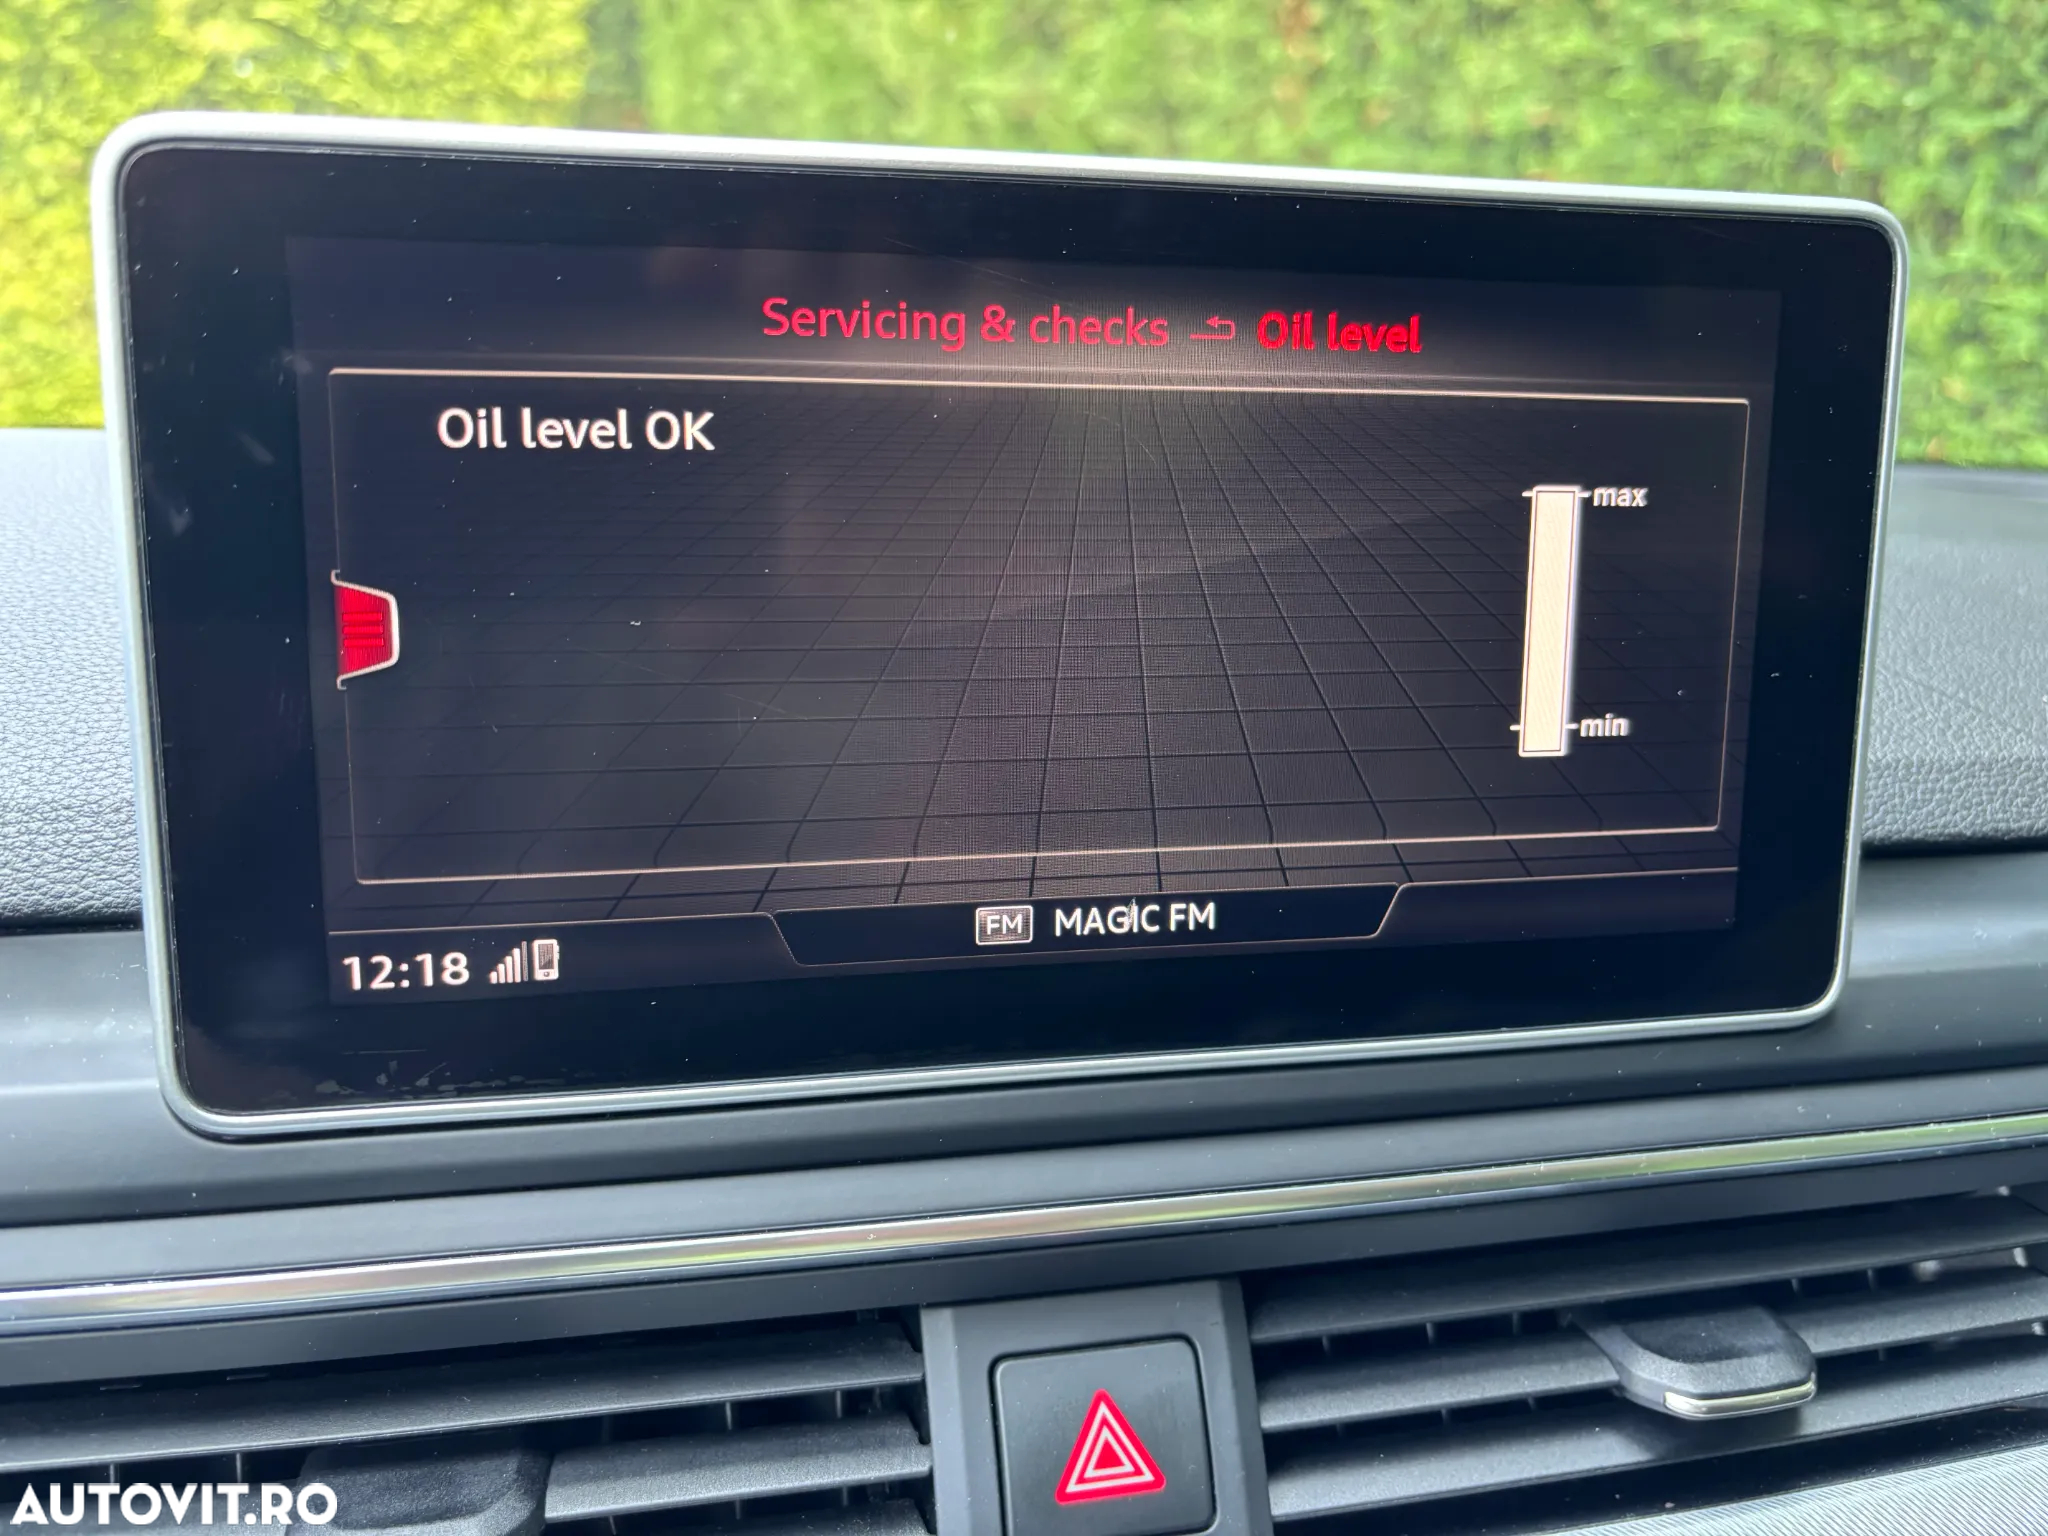 Servicing & checks Oil level
Oil level OK
max
min
FM MAGIC FM
12:18
AUTOVIT.RO